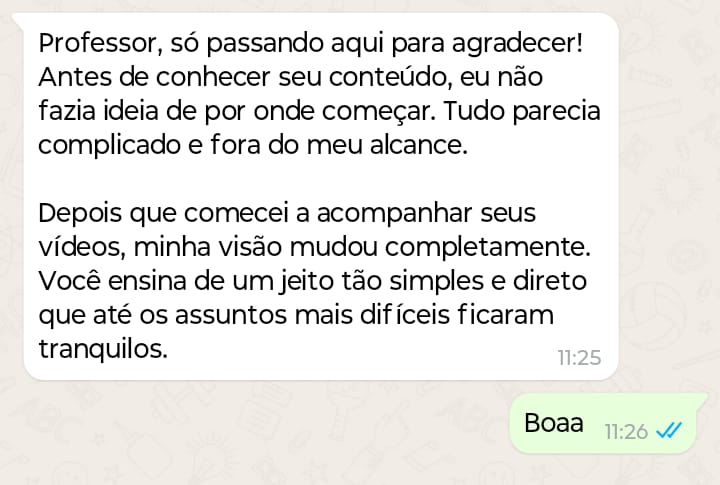 Professor, só passando aqui para agradecer!
Antes de conhecer seu conteúdo, eu não
fazia ideia de por onde começar. Tudo parecia
complicado e fora do meu alcance.
Depois que comecei a acompanhar seus
vídeos, minha visão mudou completamente.
Você ensina de um jeito tão simples e direto
que até os assuntos mais difíceis ficaram
tranquilos.
11:25
Boaa 11:26